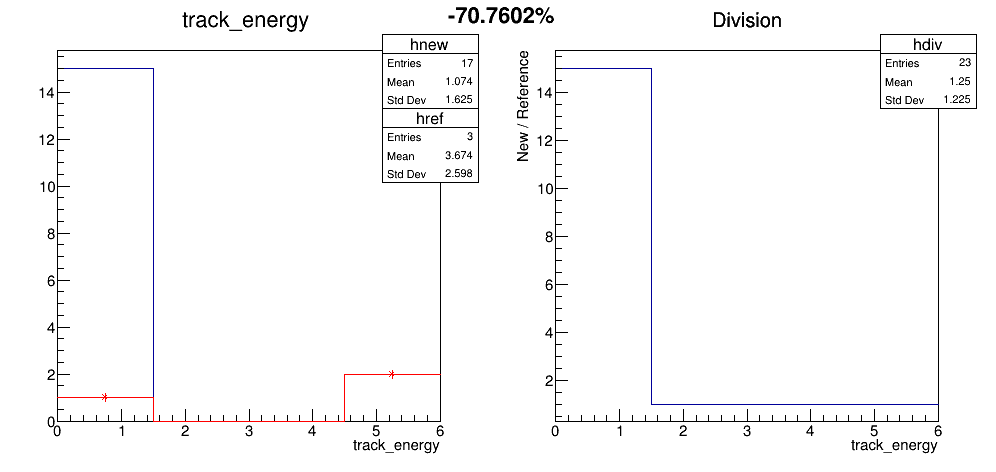 -70.7602%
track_energy
hnew
Entries 17
Mean 1.074
Std Dev 1.625
href
Entries 3
Mean 3.674
Std Dev 2.598
14
12
10
8
6
4
2
0
0 1 2 3 4 5 6
track_energy
Division
hdiv
Entries 23
Mean 1.25
Std Dev 1.225
New / Reference
14
12
10
8
6
4
2
0 1 2 3 4 5 6
track_energy